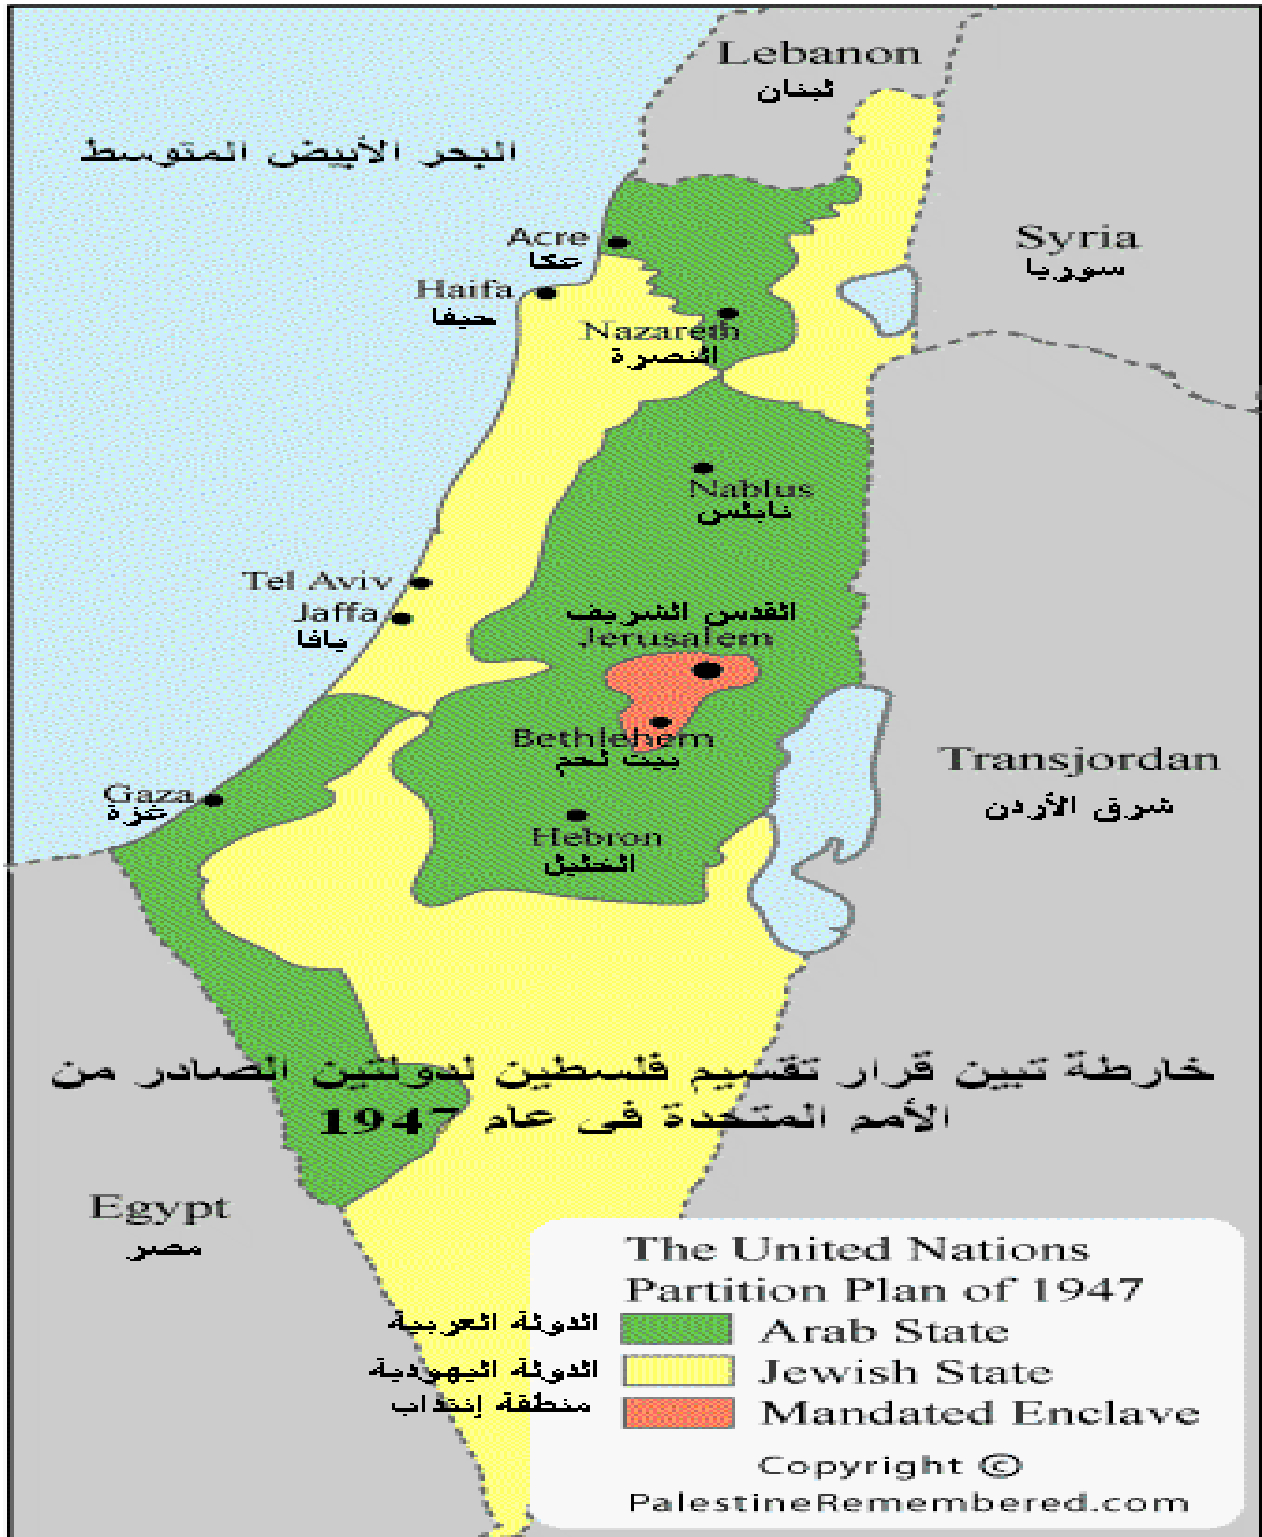 Lebanon
لبنان
البحر الأبيض المتوسط
Syria
سوريا
Acre
عكا
Haifa
حيفا
Nazareth
النصرة
Nablus
نابلس
Tel Aviv
Jaffa
يافا
القدس الشريف
Jerusalem
Bethlehem
بيت لحم
Transjordan
شرق الأردن
Gaza
غزة
Hebron
الخليل
خارطة تبين قرار تقسيم فلسطين لدولتين الصادر من
الأمم المتحدة فى عام 1947
Egypt
مصر
The United Nations
Partition Plan of 1947
الدولة العربية Arab State
الدولة اليهودية Jewish State
منطقة إنتداب Mandated Enclave
Copyright ©
PalestineRemembered.com